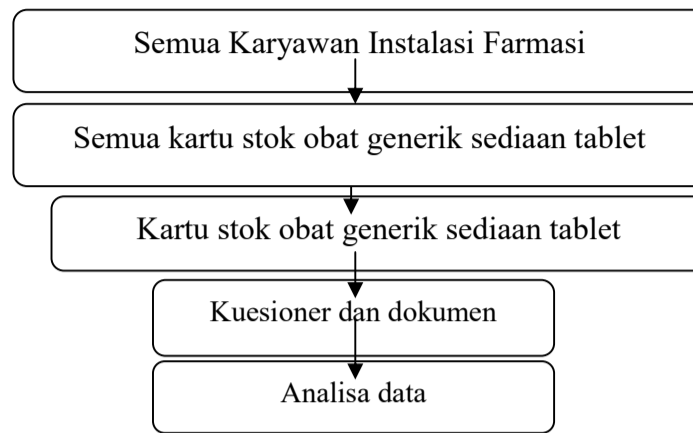 Semua Karyawan Instalasi Farmasi
Semua kartu stok obat generik sediaan tablet
Kartu stok obat generik sediaan tablet
Kuesioner dan dokumen
Analisa data